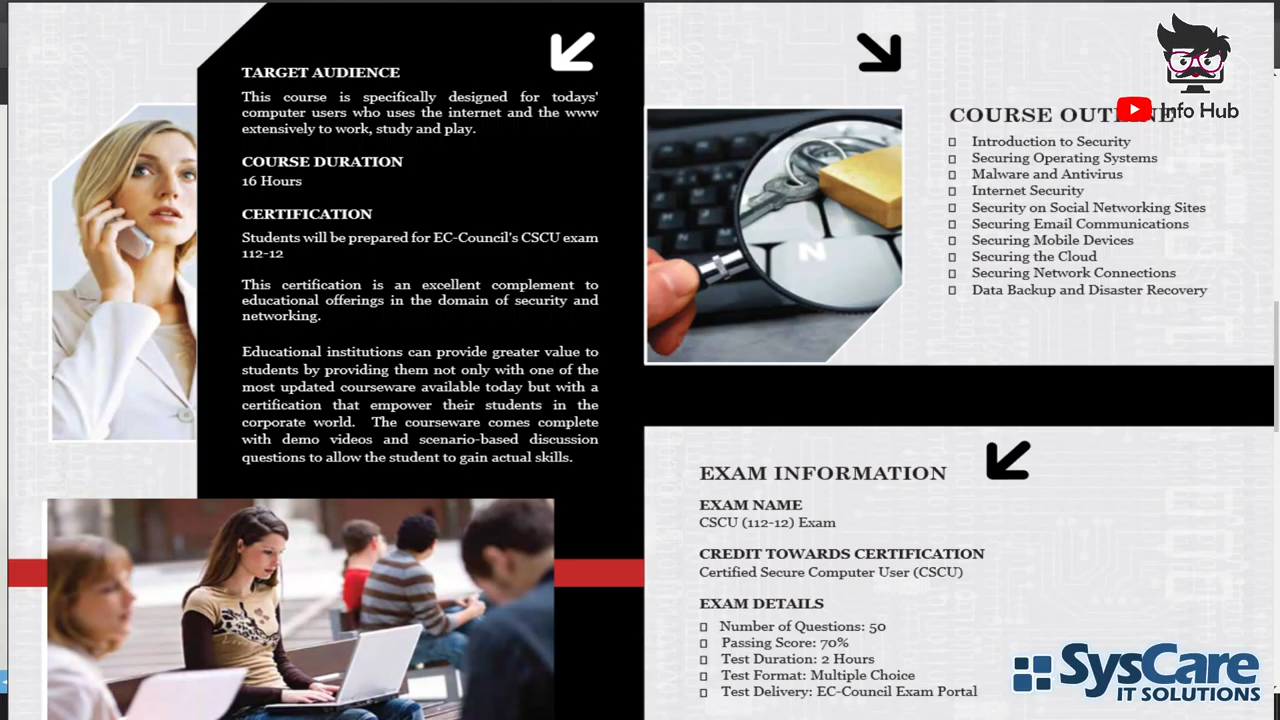 TARGET AUDIENCE
This course is specifically designed for todays'
computer users who uses the internet and the www
extensively to work, study and play.
COURSE DURATION
16 Hours
CERTIFICATION
Students will be prepared for EC-Council's CSCU exam
112-12
This certification is an excellent complement to
educational offerings in the domain of security and
networking.
Educational institutions can provide greater value to
students by providing them not only with one of the
most updated courseware available today but with a
certification that empower their students in the
corporate world. The courseware comes complete
with demo videos and scenario-based discussion
questions to allow the student to gain actual skills.
Info Hub
COURSE OUTLINE
Introduction to Security
Securing Operating Systems
Malware and Antivirus
Internet Security
Security on Social Networking Sites
Securing Email Communications
Securing Mobile Devices
Securing the Cloud
Securing Network Connections
Data Backup and Disaster Recovery
N
EXAM INFORMATION
EXAM NAME
CSCU (112-12) Exam
CREDIT TOWARDS CERTIFICATION
Certified Secure Computer User (CSCU)
EXAM DETAILS
Number of Questions: 50
Passing Score: 70%
Test Duration: 2 Hours
Test Format: Multiple Choice
Test Delivery: EC-Council Exam Portal
SysCare
IT SOLUTIONS